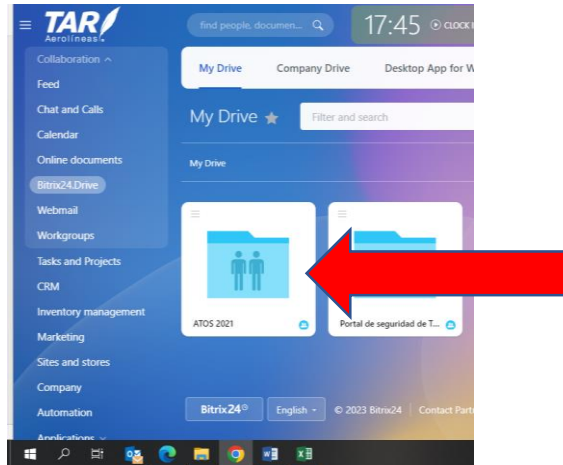 TAR
Aerolíneas
find people, documen...
17:45
CLOCK
Collaboration
Feed
Chat and Calls
Calendar
Online documents
Bitrix24.Drive
Webmail
Workgroups
Tasks and Projects
CRM
Inventory management
Marketing
Sites and stores
Company
Automation
Applications
My Drive
Company Drive
Desktop App for W
My Drive
Filter and search
My Drive
ATOS 2021
Portal de seguridad de T...
Bitrix24
English
© 2023 Bitrix24
Contact Part